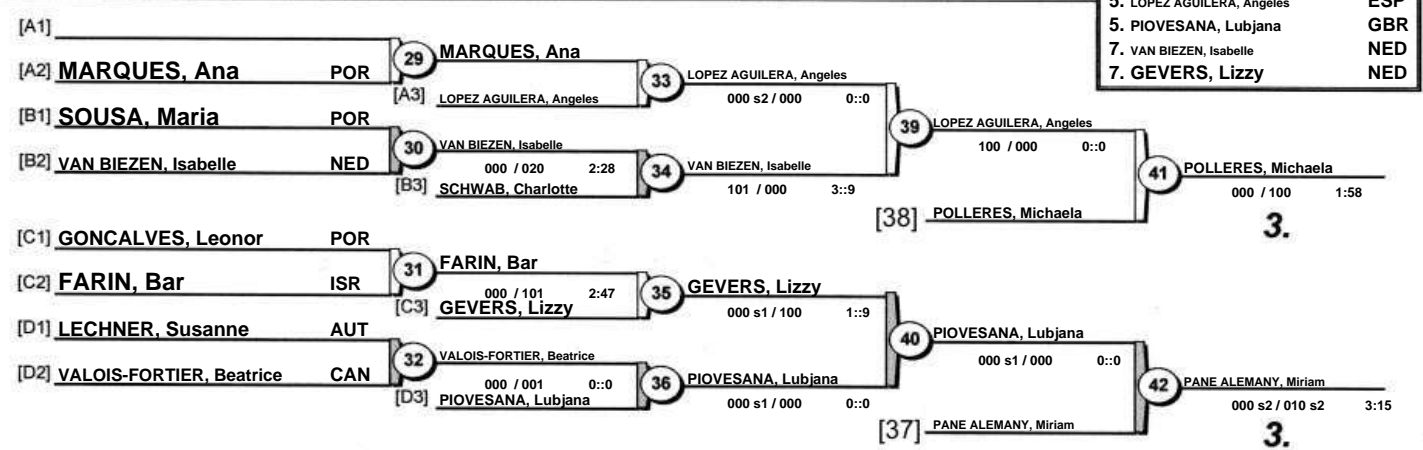 5. LOPEZ AGUILERA, Angeles ESP
5. PIOVESANA, Lubjana GBR
7. VAN BIEZEN, Isabelle NED
7. GEVERS, Lizzy NED
[A1]
[A2] MARQUES, Ana POR
29 MARQUES, Ana
[A3] LOPEZ AGUILERA, Angeles
33 LOPEZ AGUILERA, Angeles
000 s2 / 000 0::0
[B1] SOUSA, Maria POR
[B2] VAN BIEZEN, Isabelle NED
30 VAN BIEZEN, Isabelle
000 / 020 2:28
[B3] SCHWAB, Charlotte
34 VAN BIEZEN, Isabelle
101 / 000 3::9
39 LOPEZ AGUILERA, Angeles
100 / 000 0::0
[38] POLLERES, Michaela
41 POLLERES, Michaela
000 / 100 1:58
3.
[C1] GONCALVES, Leonor POR
[C2] FARIN, Bar ISR
31 FARIN, Bar
000 / 101 2:47
[C3] GEVERS, Lizzy
35 GEVERS, Lizzy
000 s1 / 100 1::9
[D1] LECHNER, Susanne AUT
[D2] VALOIS-FORTIER, Beatrice CAN
32 VALOIS-FORTIER, Beatrice
000 / 001 0::0
[D3] PIOVESANA, Lubjana
36 PIOVESANA, Lubjana
000 s1 / 000 0::0
40 PIOVESANA, Lubjana
000 s1 / 000 0::0
[37] PANE ALEMANY, Miriam
42 PANE ALEMANY, Miriam
000 s2 / 010 s2 3:15
3.